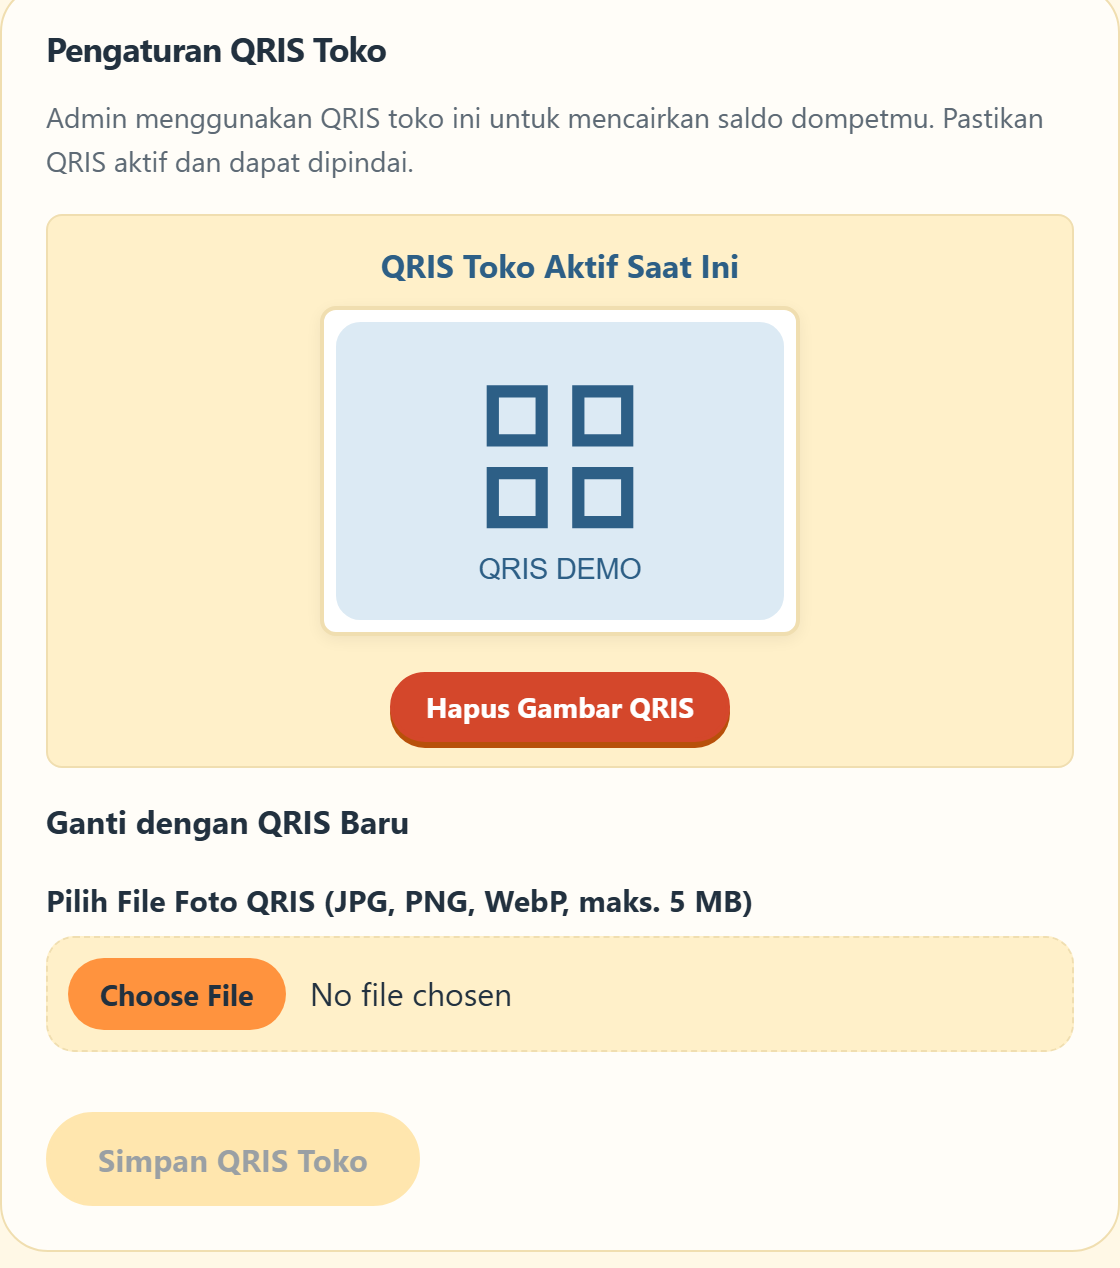 Pengaturan QRIS Toko
Admin menggunakan QRIS toko ini untuk mencairkan saldo dompetmu. Pastikan
QRIS aktif dan dapat dipindai.
QRIS Toko Aktif Saat Ini
QRIS DEMO
Hapus Gambar QRIS
Ganti dengan QRIS Baru
Pilih File Foto QRIS (JPG, PNG, WebP, maks. 5 MB)
Choose File No file chosen
Simpan QRIS Toko